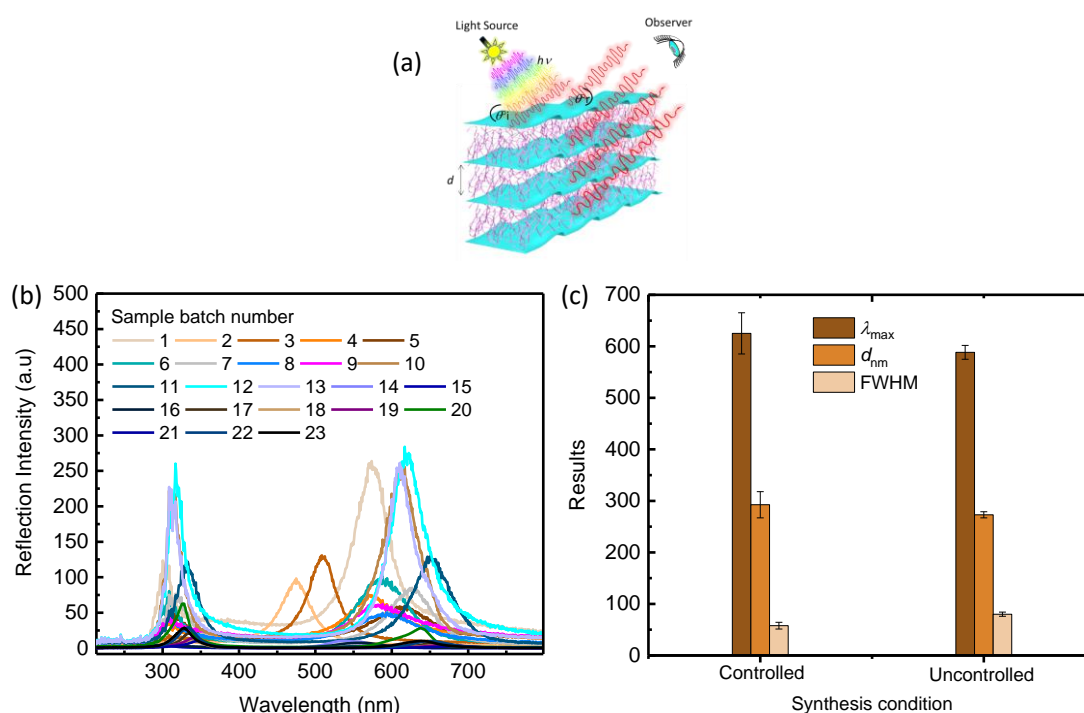 Light Source
Observer
(a)
hν
θ
θ
d
(b)
500
450
400
350
300
250
200
150
100
50
0
Reflection Intensity (a.u)
Sample batch number
1 2 3 4 5
6 7 8 9 10
11 12 13 14 15
16 17 18 19 20
21 22 23
300 400 500 600 700
Wavelength (nm)
(c)
700
600
500
400
300
200
100
0
Results
λmax
dnm
FWHM
Controlled Uncontrolled
Synthesis condition